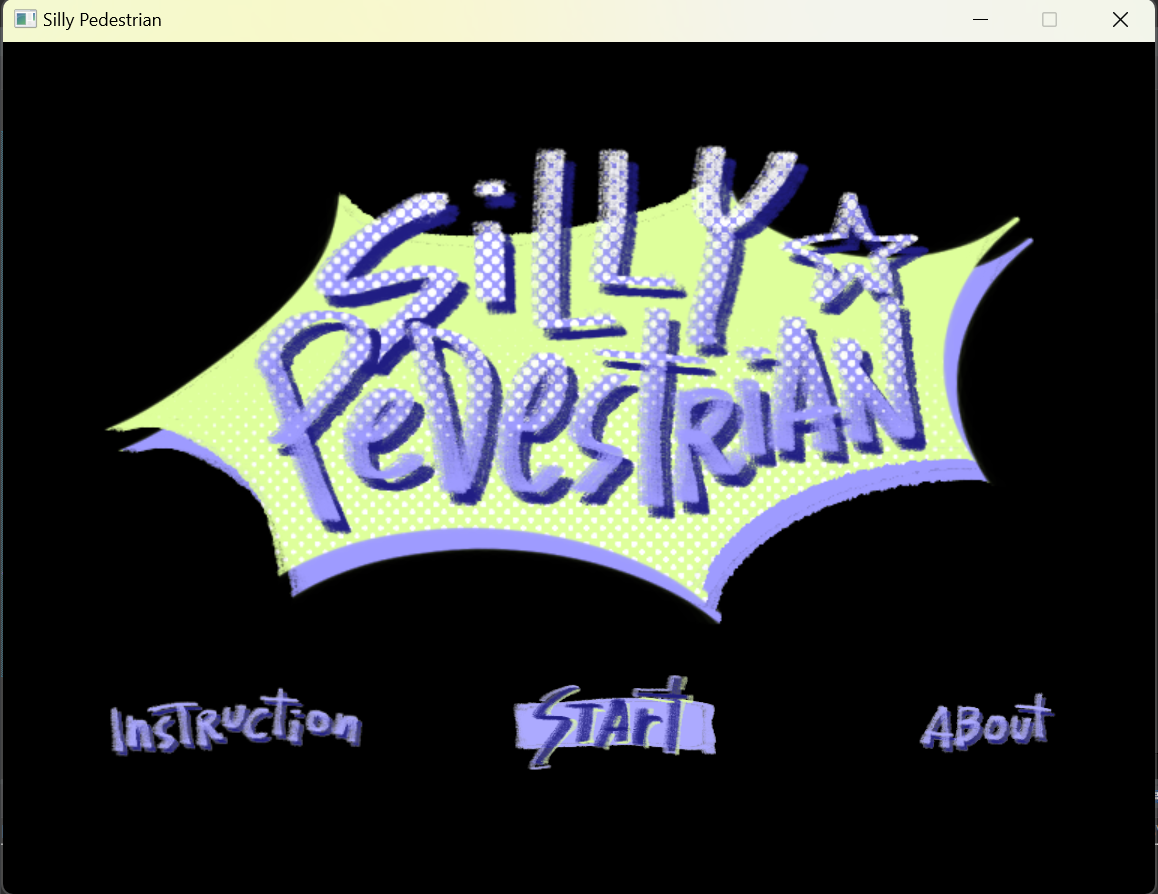 Silly Pedestrian
SiLLY
PeDesTRiAN
InsTRucTion
STArT
ABouT